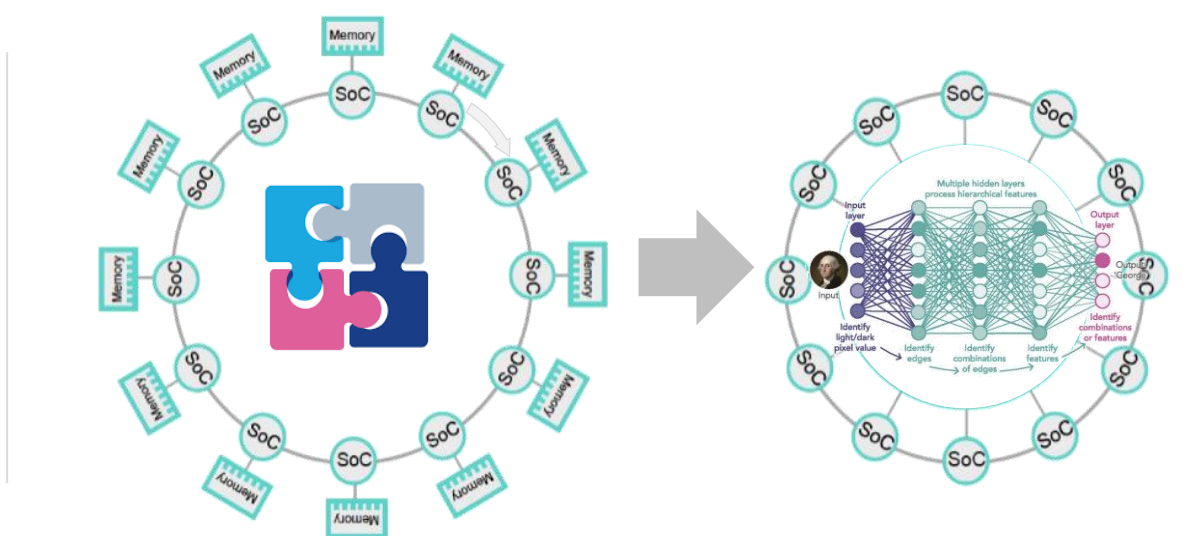 Memory
SoC
Memory
SoC
Memory
SoC
Memory
SoC
Memory
SoC
Memory
SoC
Memory
SoC
Memory
SoC
Memory
SoC
Memory
SoC
Memory
SoC
Memory
SoC
SoC
SoC
SoC
SoC
SoC
SoC
SoC
SoC
SoC
SoC
SoC
SoC
Multiple hidden layers
process hierarchical features
Input
layer
Output
layer
Input
Output
George
Identify
light/dark
pixel value
Identify
edges
Identify
combinations
of edges
Identify
features
Identify
combinations
or features